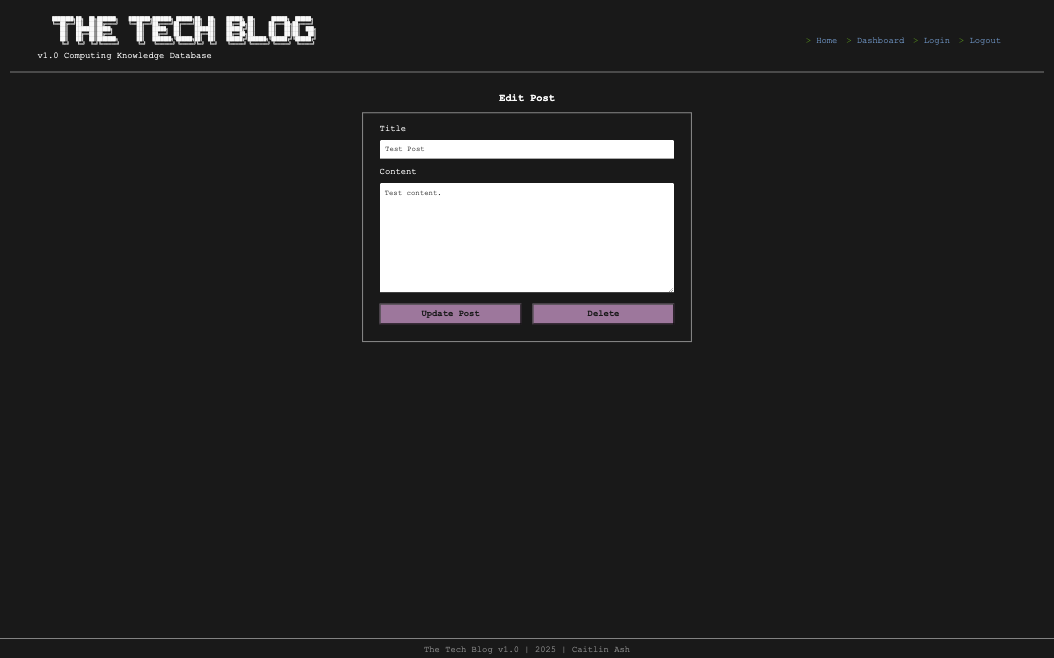 THE TECH BLOG
v1.0 Computing Knowledge Database
> Home > Dashboard > Login > Logout
Edit Post
Title
Test Post
Content
Test content.
Update Post Delete
The Tech Blog v1.0 | 2025 | Caitlin Ash